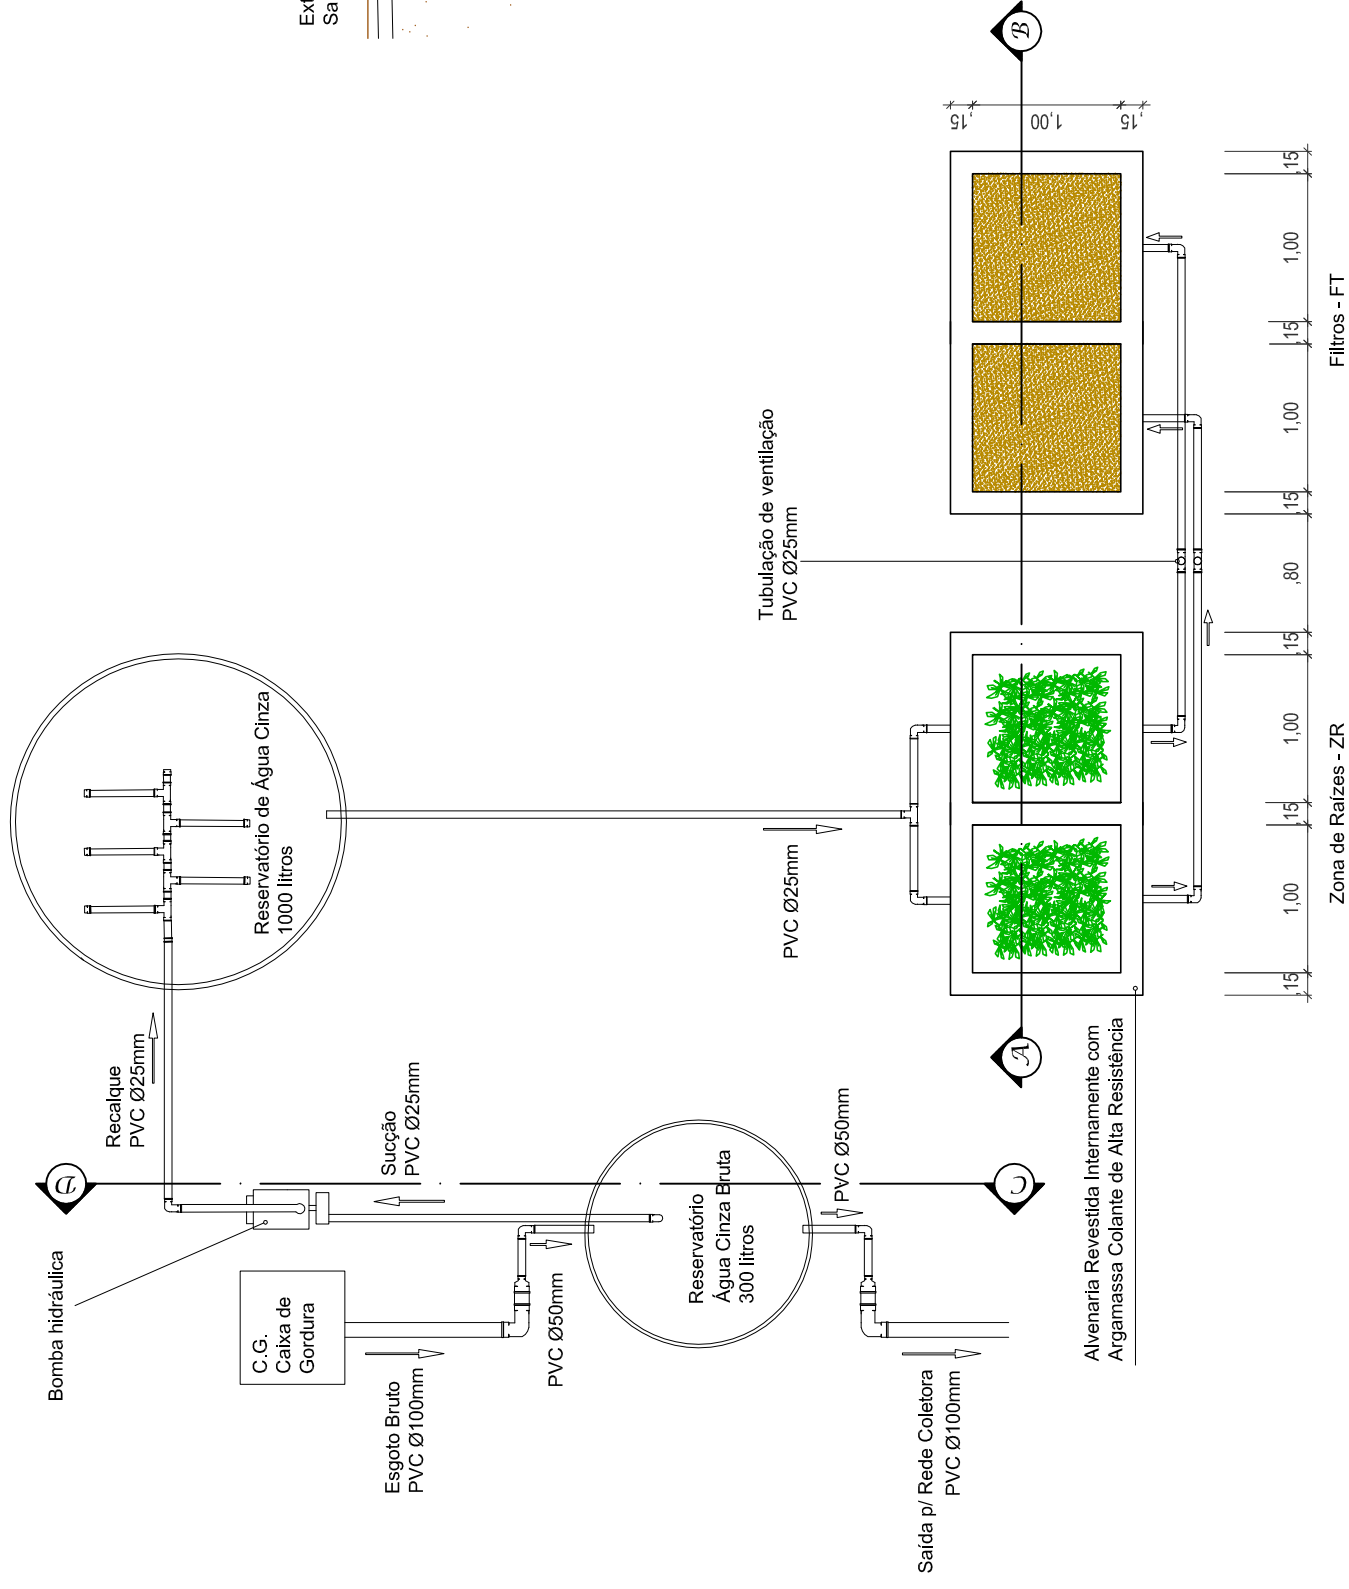 Ext
Sa
Bomba hidráulica
D
Recalque
PVC Ø25mm
Reservatório de Água Cinza
1000 litros
C.G.
Caixa de
Gordura
Sucção
PVC Ø25mm
Esgoto Bruto
PVC Ø100mm
PVC Ø50mm
Reservatório
Água Cinza Bruta
300 litros
PVC Ø50mm
Saída p/ Rede Coletora
PVC Ø100mm
C
PVC Ø25mm
Tubulação de ventilação
PVC Ø25mm
A
B
Alvenaria Revestida Internamente com
Argamassa Colante de Alta Resistência
,15
1,00
,15
,15
1,00
,15
1,00
,15
,80
,15
1,00
,15
1,00
,15
Zona de Raízes - ZR
Filtros - FT